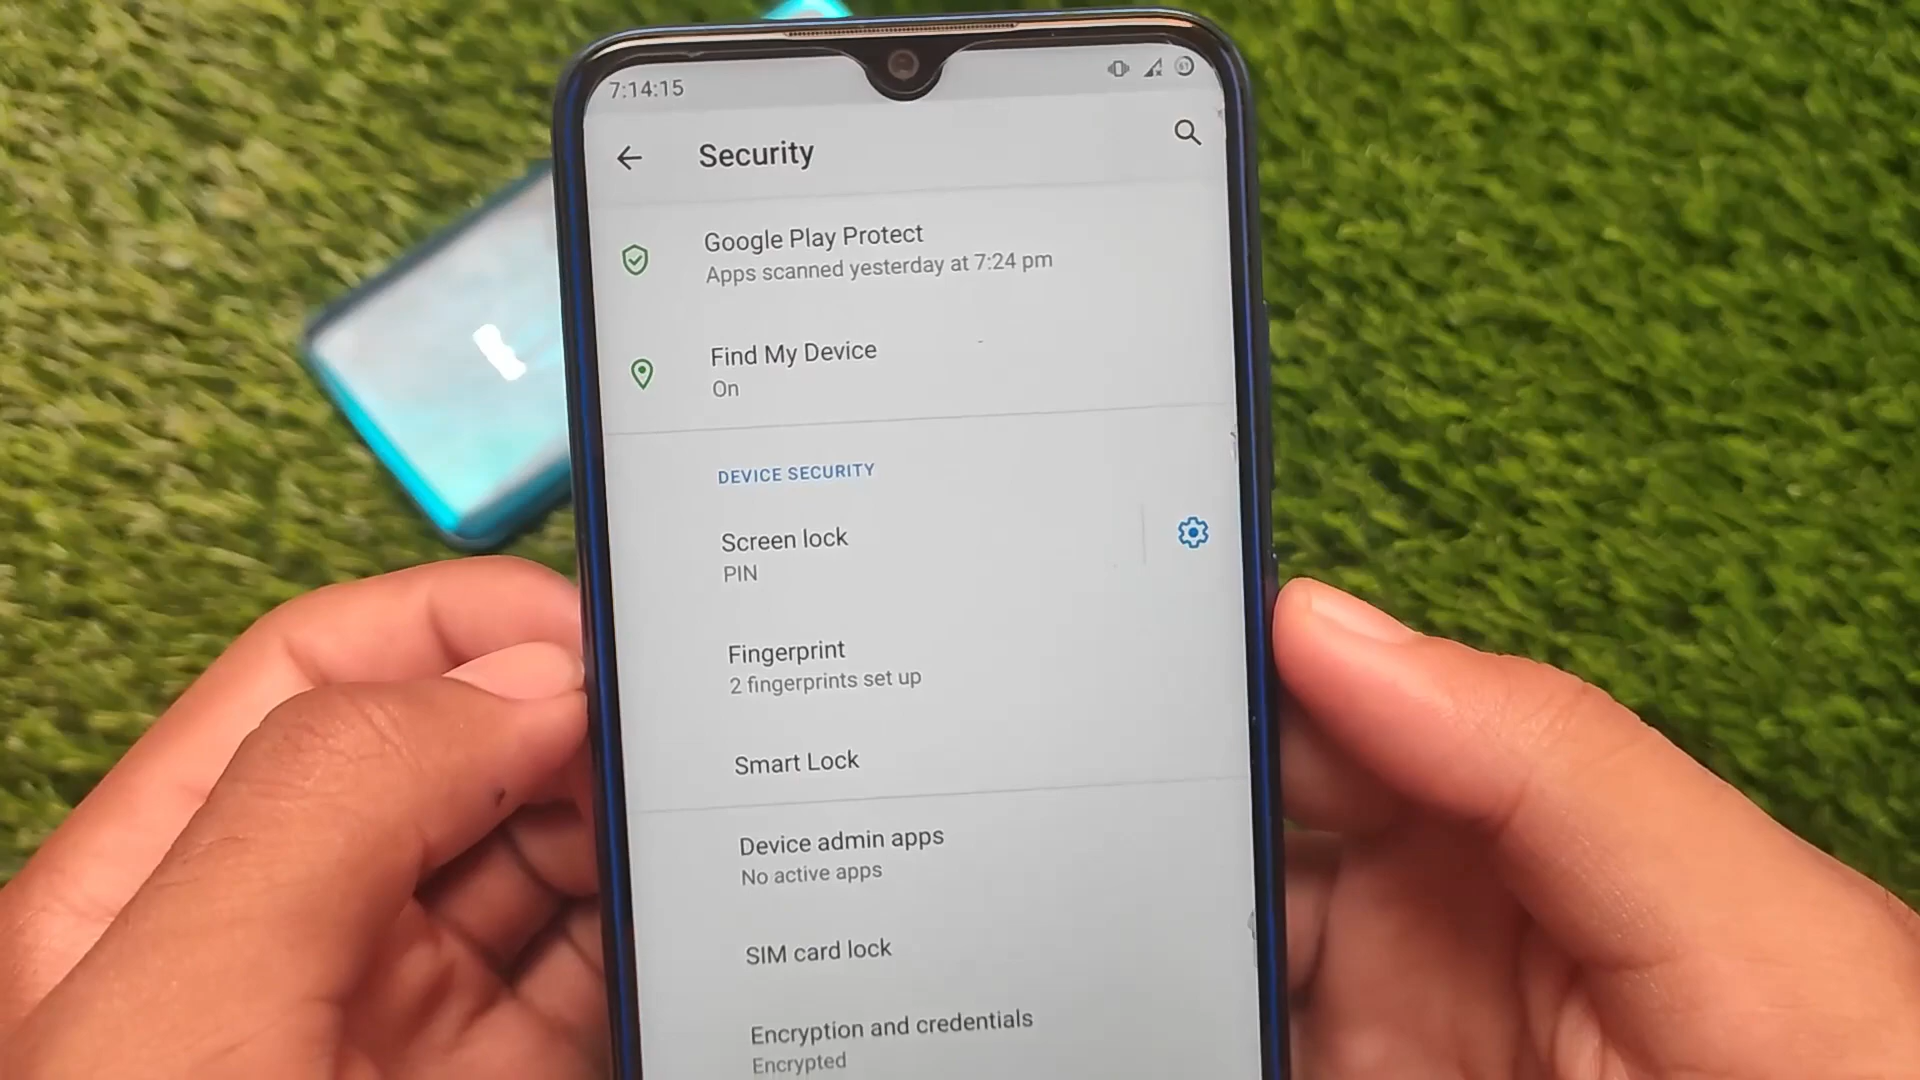 7:14:15
61
Security
Google Play Protect
Apps scanned yesterday at 7:24 pm
Find My Device
On
DEVICE SECURITY
Screen lock
PIN
Fingerprint
2 fingerprints set up
Smart Lock
Device admin apps
No active apps
SIM card lock
Encryption and credentials
Encrypted